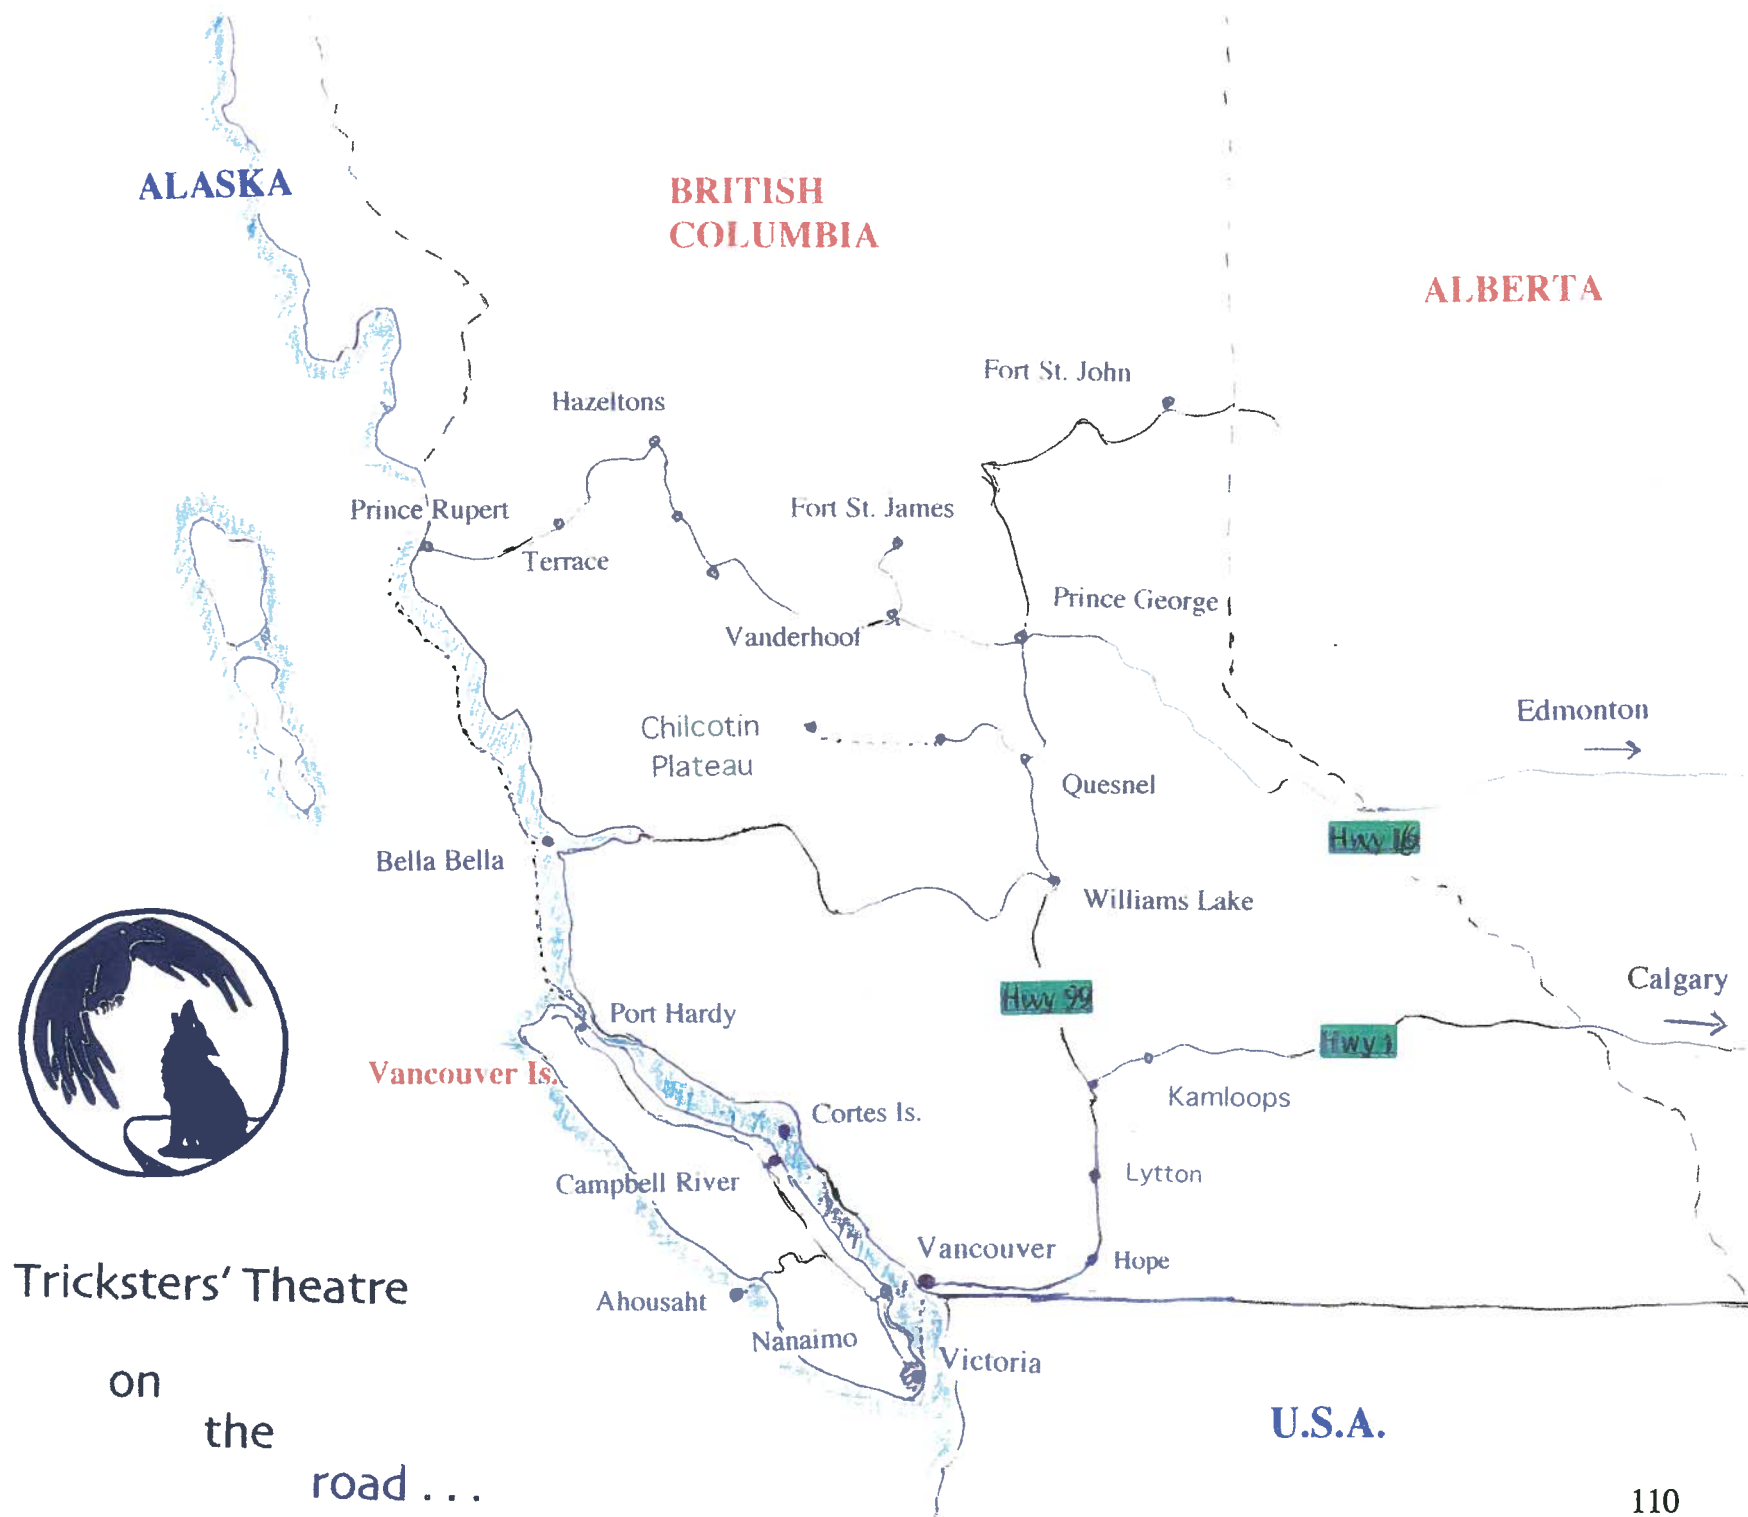 ALASKA
BRITISH
COLUMBIA
ALBERTA
Fort St. John
Hazeltons
Prince Rupert
Fort St. James
Terrace
Prince George
Vanderhoof
Chilcotin
Plateau
Edmonton
Quesnel
Hwy 16
Bella Bella
Williams Lake
Calgary
Hwy 99
Port Hardy
Hwy 1
Vancouver Is.
Kamloops
Cortes Is.
Campbell River
Lytton
Vancouver
Hope
Tricksters' Theatre
Ahousaht
Nanaimo
Victoria
on
the
road . . .
U.S.A.
110